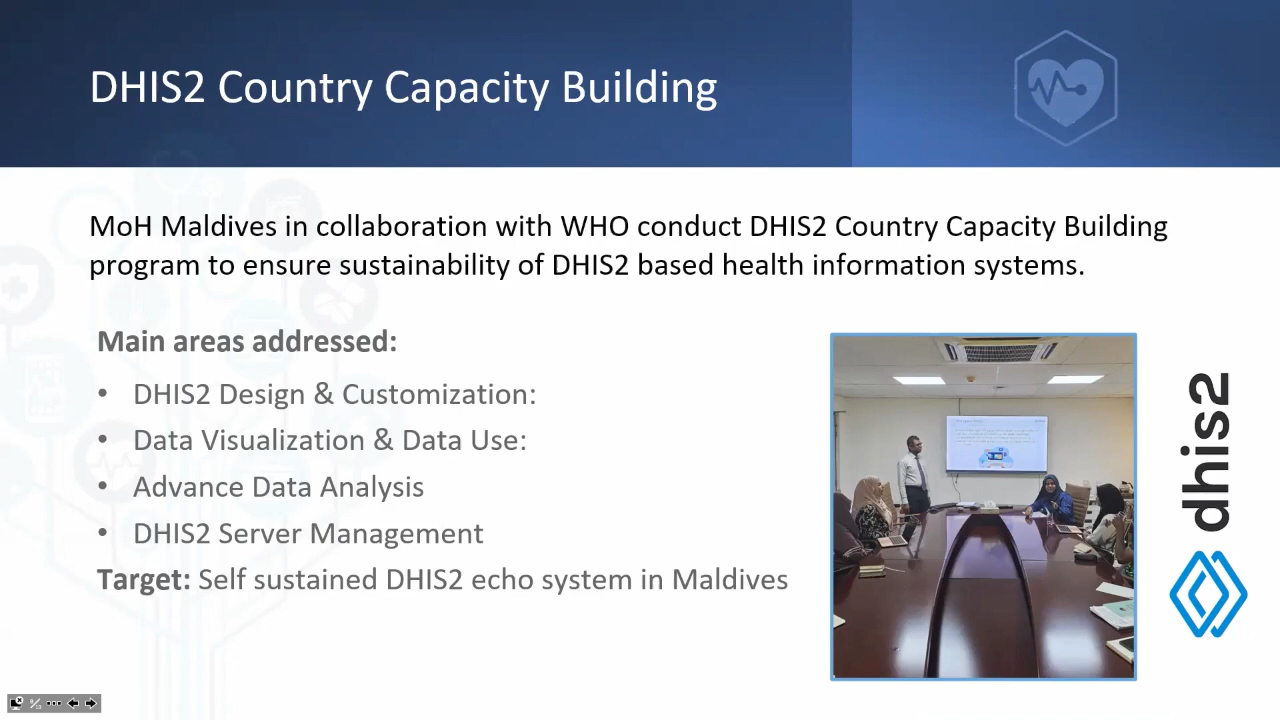 DHIS2 Country Capacity Building
MoH Maldives in collaboration with WHO conduct DHIS2 Country Capacity Building
program to ensure sustainability of DHIS2 based health information systems.
Main areas addressed:
• DHIS2 Design & Customization:
• Data Visualization & Data Use:
• Advance Data Analysis
• DHIS2 Server Management
Target: Self sustained DHIS2 echo system in Maldives
dhis2